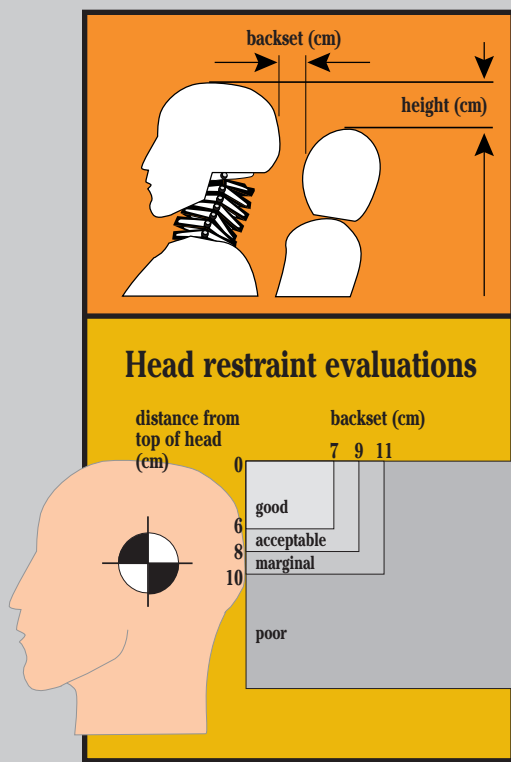 backset (cm)
height (cm)
Head restraint evaluations
distance from
top of head
(cm)
backset (cm)
7 9 11
0
good
6
acceptable
8
marginal
10
poor